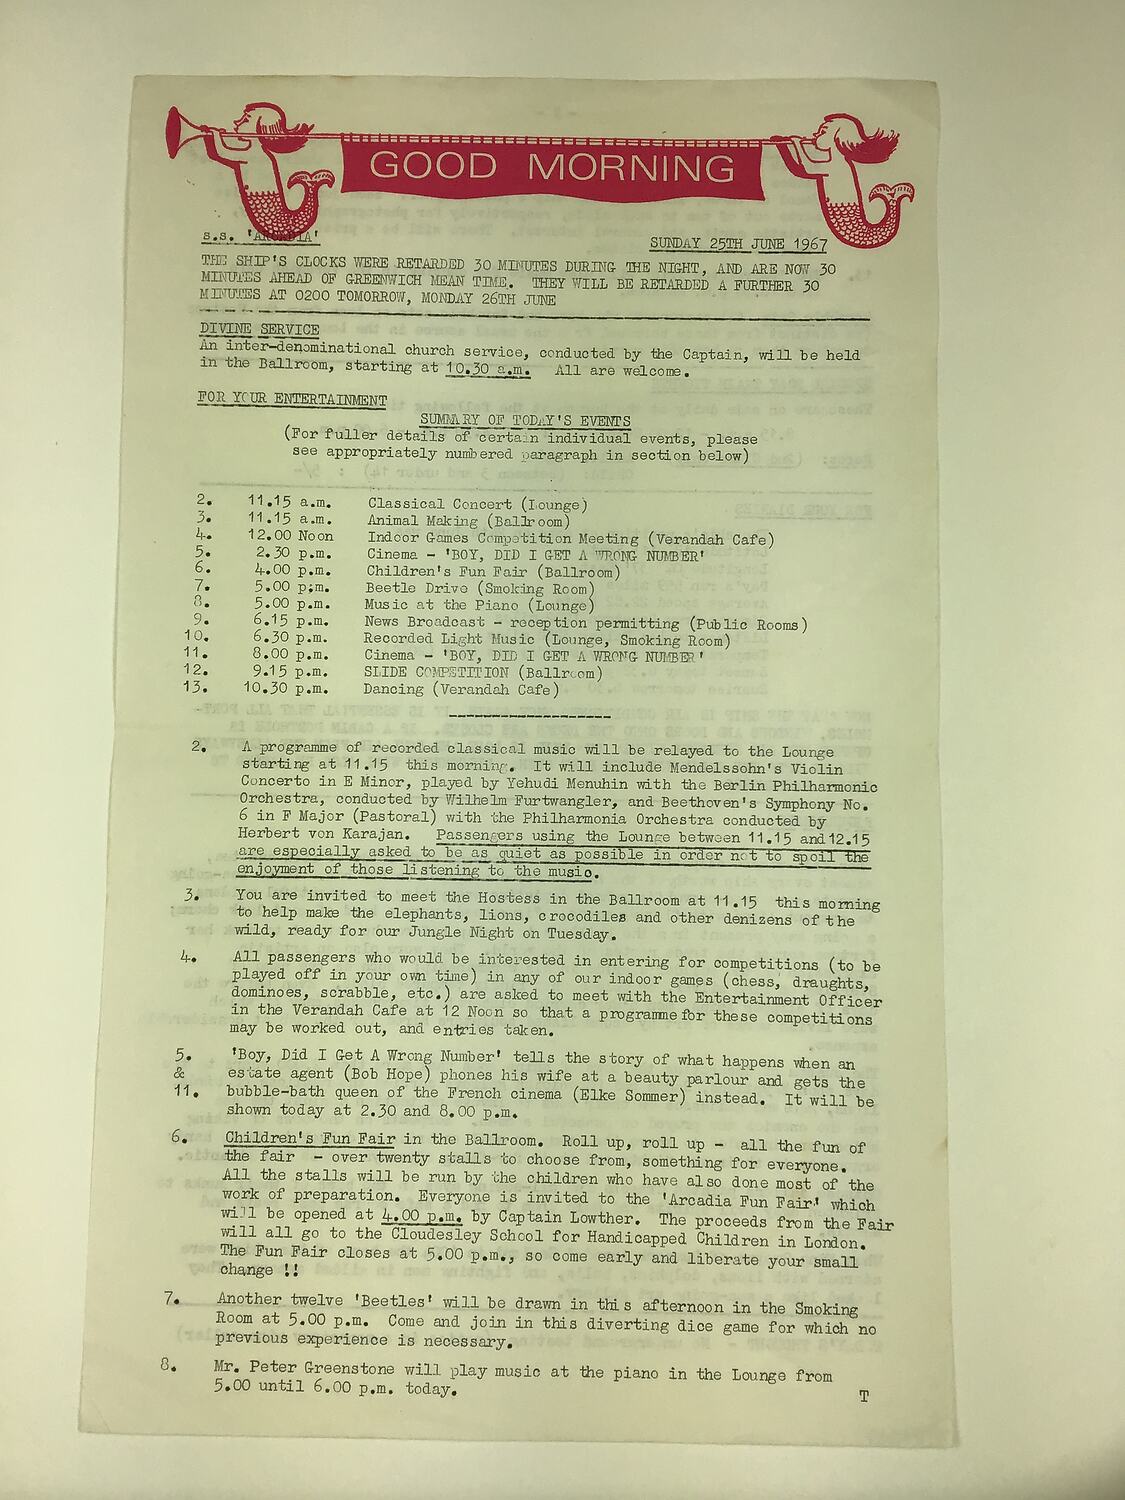 GOOD MORNING
s.s. 'ARCADIA'
SUNDAY 25TH JUNE 1967
THE SHIP'S CLOCKS WERE RETARDED 30 MINUTES DURING THE NIGHT, AND ARE NOW 30
MINUTES AHEAD OF GREENWICH MEAN TIME. THEY WILL BE RETARDED A FURTHER 30
MINUTES AT 0200 TOMORROW, MONDAY 26TH JUNE
DIVINE SERVICE
An inter-denominational church service, conducted by the Captain, will be held
in the Ballroom, starting at 10.30 a.m. All are welcome.
FOR YOUR ENTERTAINMENT
SUMMARY OF TODAY'S EVENTS
(For fuller details of certain individual events, please
see appropriately numbered paragraph in section below)
2. 11.15 a.m. Classical Concert (Lounge)
3. 11.15 a.m. Animal Making (Ballroom)
4. 12.00 Noon Indoor Games Competition Meeting (Verandah Cafe)
5. 2.30 p.m. Cinema - 'BOY, DID I GET A WRONG NUMBER'
6. 4.00 p.m. Children's Fun Fair (Ballroom)
7. 5.00 p;m. Beetle Drive (Smoking Room)
8. 5.00 p.m. Music at the Piano (Lounge)
9. 6.15 p.m. News Broadcast - reception permitting (Public Rooms)
10. 6.30 p.m. Recorded Light Music (Lounge, Smoking Room)
11. 8.00 p.m. Cinema - 'BOY, DID I GET A WRONG NUMBER'
12. 9.15 p.m. SLIDE COMPETITION (Ballroom)
13. 10.30 p.m. Dancing (Verandah Cafe)
2. A programme of recorded classical music will be relayed to the Lounge
starting at 11.15 this morning. It will include Mendelssohn's Violin
Concerto in E Minor, played by Yehudi Menuhin with the Berlin Philharmonic
Orchestra, conducted by Wilhelm Furtwangler, and Beethoven's Symphony No.
6 in F Major (Pastoral) with the Philharmonia Orchestra conducted by
Herbert von Karajan. Passengers using the Lounge between 11.15 and 12.15
are especially asked to be as quiet as possible in order not to spoil the
enjoyment of those listening to the music.
3. You are invited to meet the Hostess in the Ballroom at 11.15 this morning
to help make the elephants, lions, crocodiles and other denizens of the
wild, ready for our Jungle Night on Tuesday.
4. All passengers who would be interested in entering for competitions (to be
played off in your own time) in any of our indoor games (chess, draughts,
dominoes, scrabble, etc.) are asked to meet with the Entertainment Officer
in the Verandah Cafe at 12 Noon so that a programme for these competitions
may be worked out, and entries taken.
5. 'Boy, Did I Get A Wrong Number' tells the story of what happens when an
& estate agent (Bob Hope) phones his wife at a beauty parlour and gets the
11. bubble-bath queen of the French cinema (Elke Sommer) instead. It will be
shown today at 2.30 and 8.00 p.m.
6. Children's Fun Fair in the Ballroom. Roll up, roll up - all the fun of
the fair - over twenty stalls to choose from, something for everyone.
All the stalls will be run by the children who have also done most of the
work of preparation. Everyone is invited to the 'Arcadia Fun Fair' which
will be opened at 4.00 p.m. by Captain Lowther. The proceeds from the Fair
will all go to the Cloudesley School for Handicapped Children in London.
The Fun Fair closes at 5.00 p.m., so come early and liberate your small
change !!
7. Another twelve 'Beetles' will be drawn in this afternoon in the Smoking
Room at 5.00 p.m. Come and join in this diverting dice game for which no
previous experience is necessary.
8. Mr. Peter Greenstone will play music at the piano in the Lounge from
5.00 until 6.00 p.m. today.
T